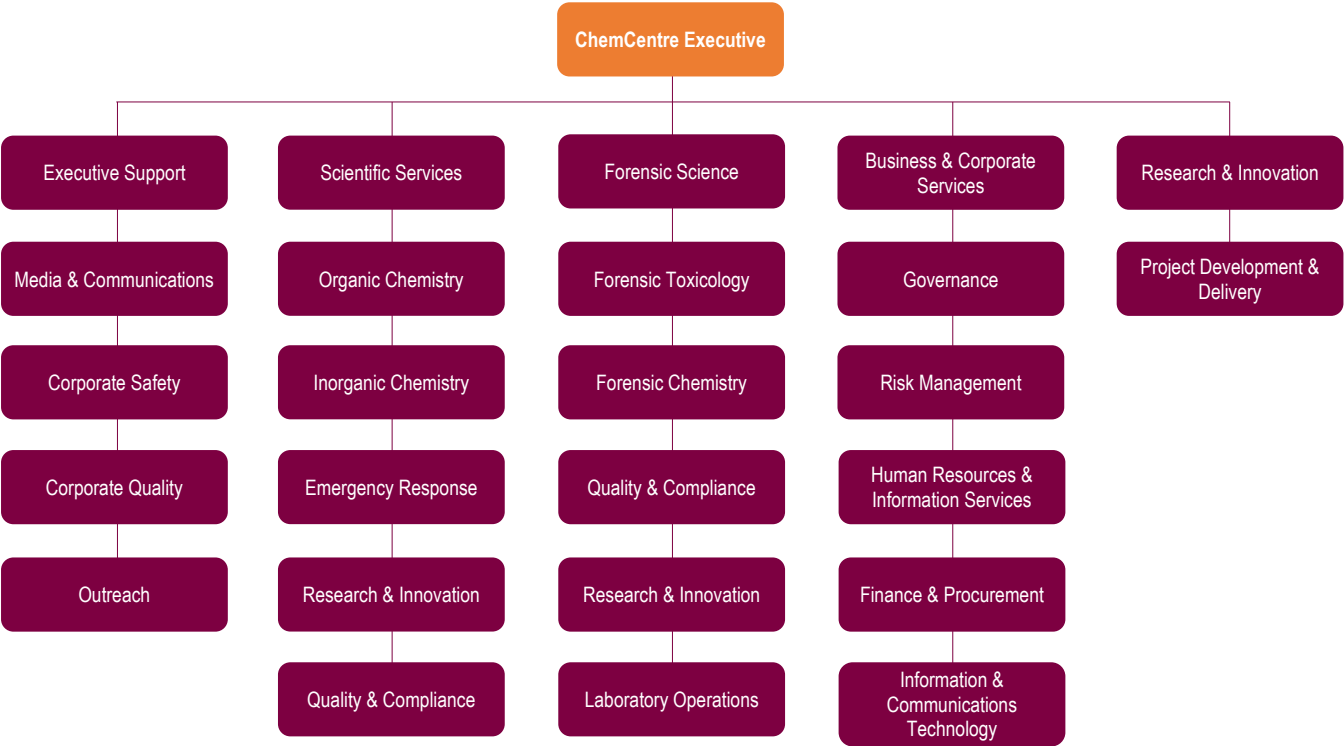 ChemCentre Executive
Executive Support
Scientific Services
Forensic Science
Business & Corporate
Services
Research & Innovation
Media & Communications
Organic Chemistry
Forensic Toxicology
Governance
Project Development &
Delivery
Corporate Safety
Inorganic Chemistry
Forensic Chemistry
Risk Management
Corporate Quality
Emergency Response
Quality & Compliance
Human Resources &
Information Services
Outreach
Research & Innovation
Research & Innovation
Finance & Procurement
Quality & Compliance
Laboratory Operations
Information &
Communications
Technology